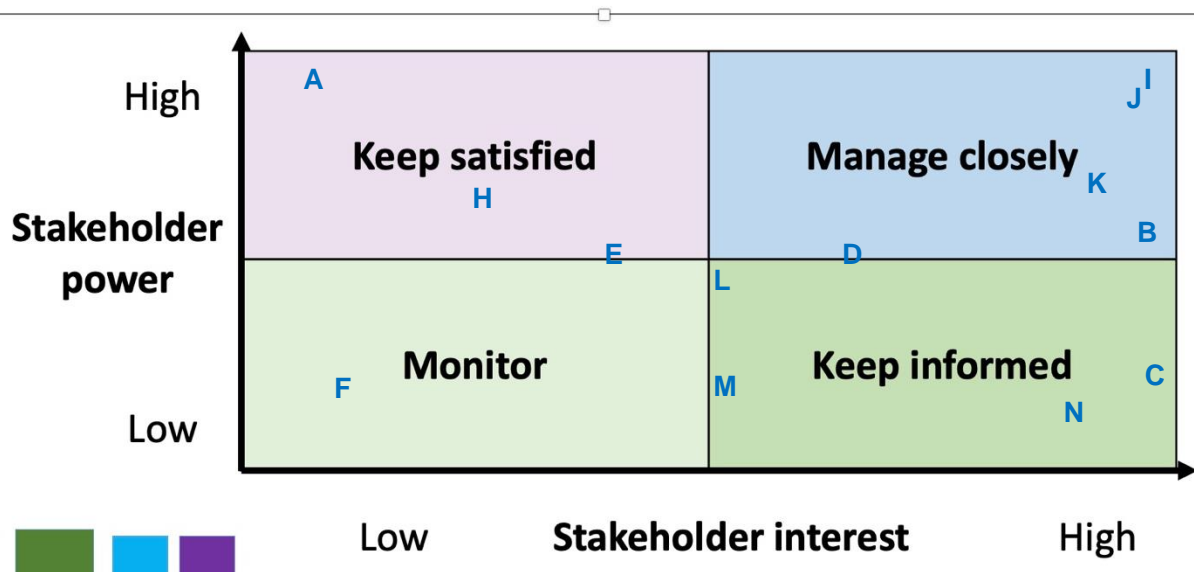 A
I
High
J
Keep satisfied
Manage closely
K
H
Stakeholder
power
B
E
D
L
Monitor
Keep informed
F
M
C
N
Low
Low
Stakeholder interest
High